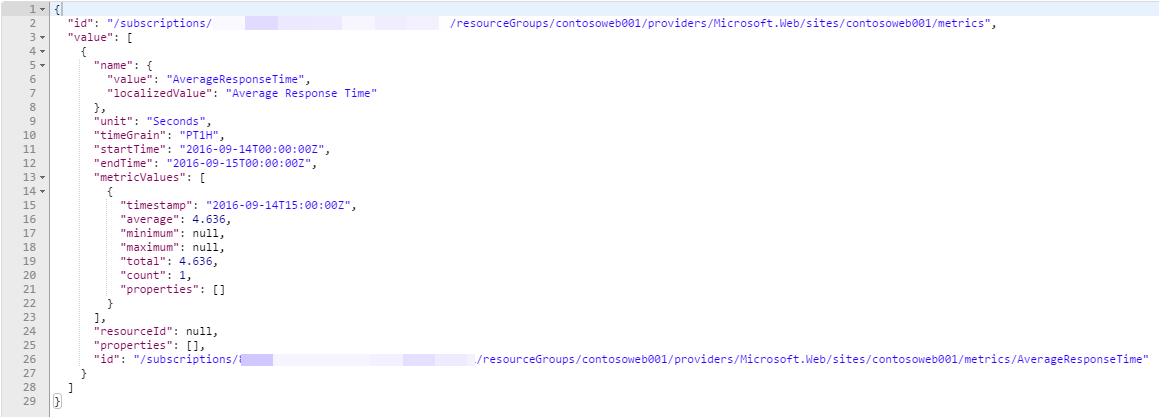 1 {
2 "id": "/subscriptions/ /resourceGroups/contosoweb001/providers/Microsoft.Web/sites/contosoweb001/metrics",
3 "value": [
4 {
5 "name": {
6 "value": "AverageResponseTime",
7 "localizedValue": "Average Response Time"
8 },
9 "unit": "Seconds",
10 "timeGrain": "PT1H",
11 "startTime": "2016-09-14T00:00:00Z",
12 "endTime": "2016-09-15T00:00:00Z",
13 "metricValues": [
14 {
15 "timestamp": "2016-09-14T15:00:00Z",
16 "average": 4.636,
17 "minimum": null,
18 "maximum": null,
19 "total": 4.636,
20 "count": 1,
21 "properties": []
22 }
23 ],
24 "resourceId": null,
25 "properties": [],
26 "id": "/subscriptions/ /resourceGroups/contosoweb001/providers/Microsoft.Web/sites/contosoweb001/metrics/AverageResponseTime"
27 }
28 ]
29 }